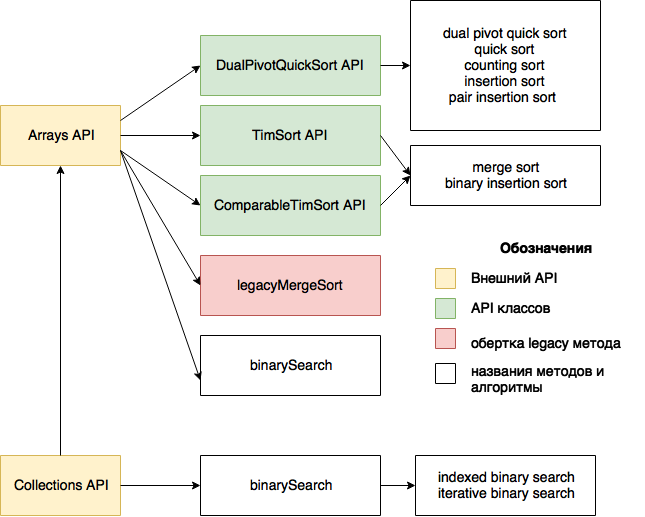 dual pivot quick sort
quick sort
counting sort
insertion sort
pair insertion sort
DualPivotQuickSort API
Arrays API
TimSort API
merge sort
binary insertion sort
ComparableTimSort API
Обозначения
Внешний API
legacyMergeSort
API классов
обертка legacy метода
binarySearch
названия методов и
алгоритмы
Collections API
binarySearch
indexed binary search
iterative binary search